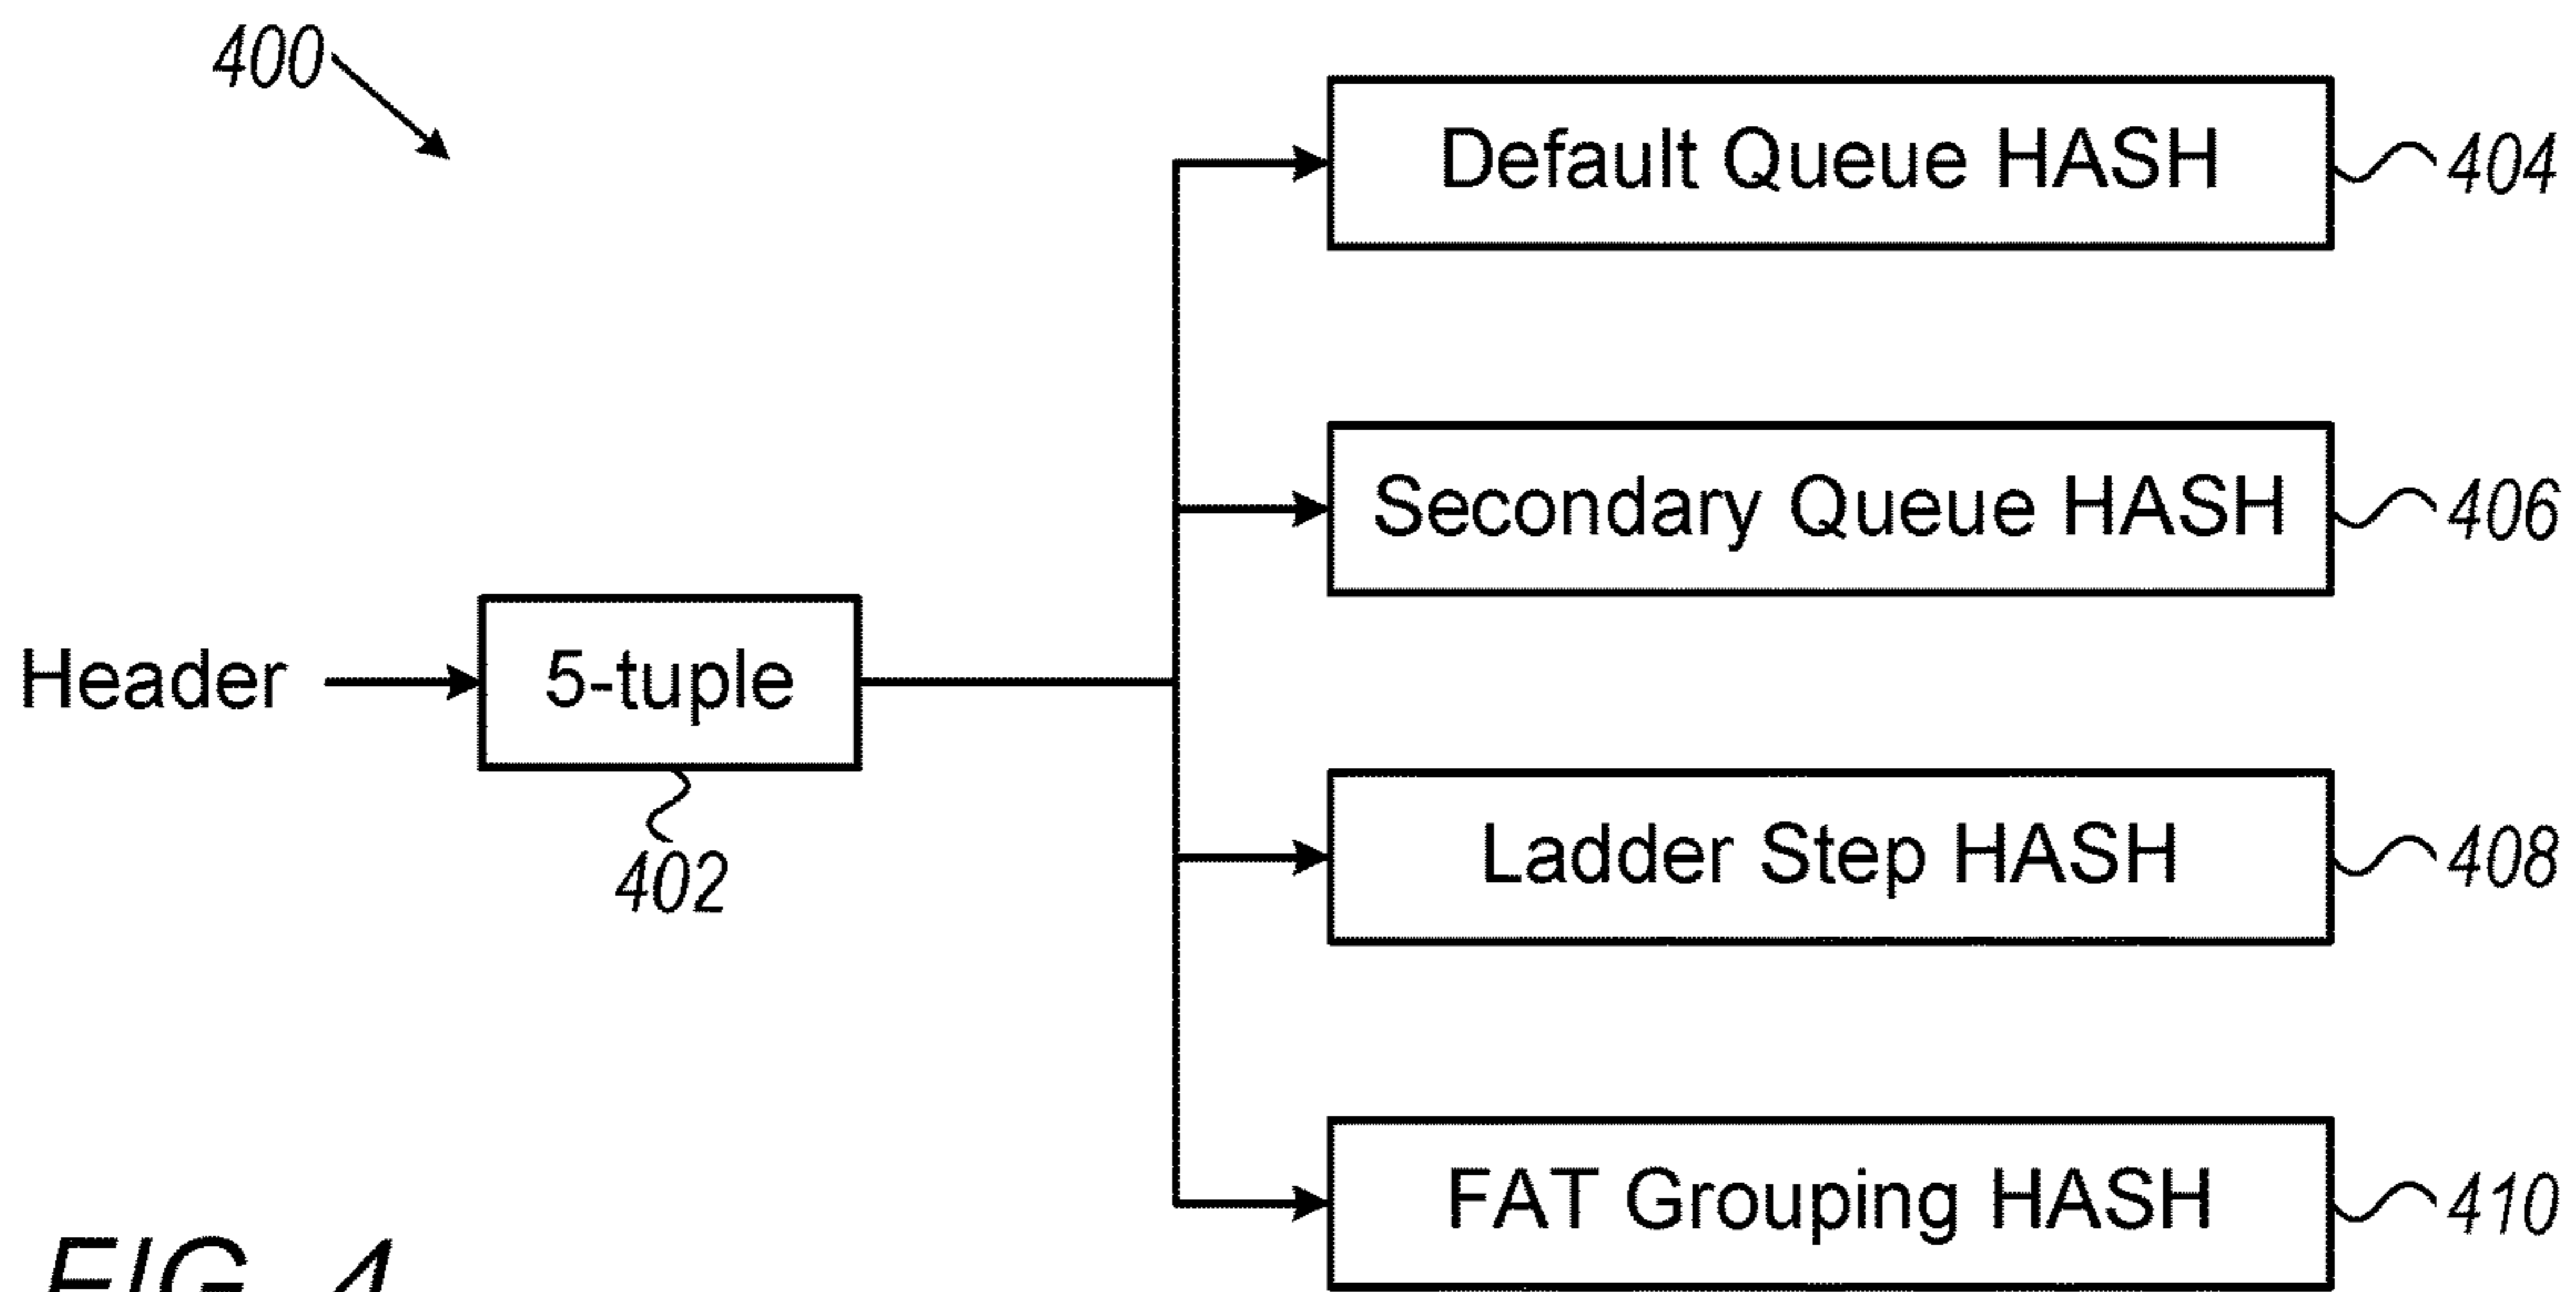 400
Default Queue HASH
404
Secondary Queue HASH
406
Header
5-tuple
402
Ladder Step HASH
408
FAT Grouping HASH
410
FIG. 4